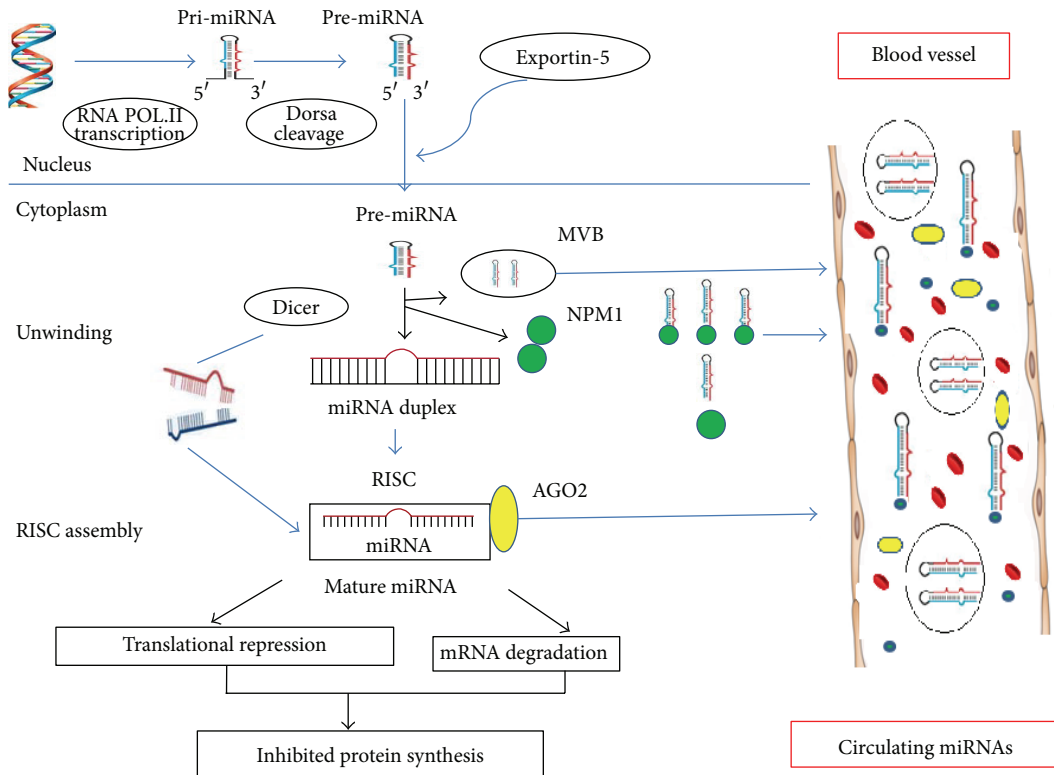 Pri-miRNA
Pre-miRNA
Exportin-5
Blood vessel
5′ 3′
5′ 3′
RNA POL.II
transcription
Dorsa
cleavage
Nucleus
Cytoplasm
Pre-miRNA
MVB
Dicer
NPM1
Unwinding
miRNA duplex
RISC
AGO2
RISC assembly
miRNA
Mature miRNA
Translational repression
mRNA degradation
Inhibited protein synthesis
Circulating miRNAs